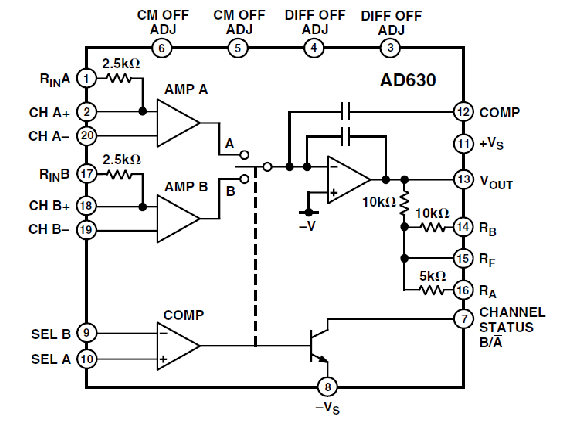 CM OFF ADJ
CM OFF ADJ
DIFF OFF ADJ
DIFF OFF ADJ
6
5
4
3
AD630
2.5kΩ
RINA 1
AMP A
CH A+ 2
CH A– 20
A
12 COMP
11 +VS
–
+
–V
13 VOUT
2.5kΩ
RINB 17
AMP B
B
CH B+ 18
CH B– 19
10kΩ
10kΩ
14 RB
15 RF
5kΩ
16 RA
COMP
SEL B 9
–
SEL A 10
+
7 CHANNEL
STATUS
B/A̅
8
–VS